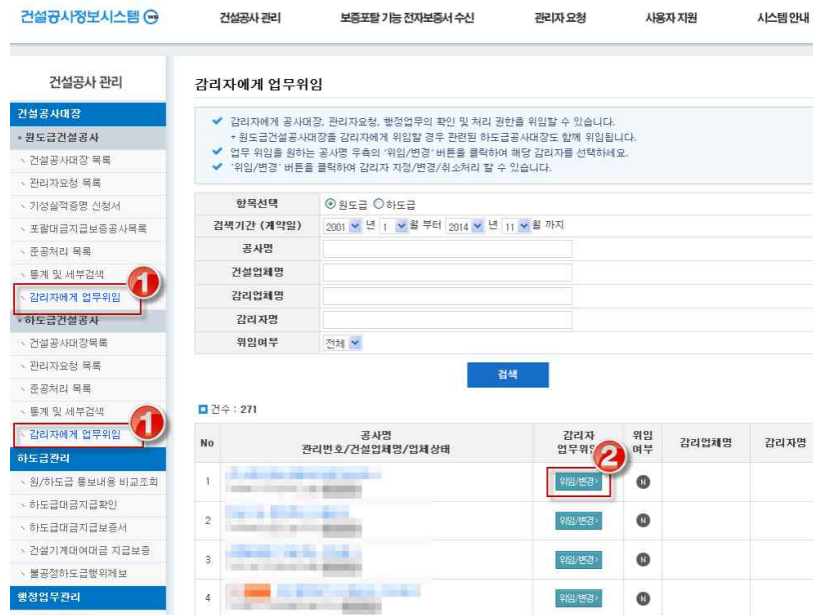 건설공사정보시스템
건설공사 관리
보증포탈 기능 전자보증서 수신
관리자 요청
사용자 지원
시스템 안내
건설공사 관리
건설공사대장
원도급건설공사
건설공사대장 목록
관리자요청 목록
기성실적증명 신청서
포괄대금지급보증공사목록
준공처리 목록
통계 및 세부검색
감리자에게 업무위임
1
하도급건설공사
건설공사대장목록
관리자요청 목록
준공처리 목록
통계 및 세부검색
감리자에게 업무위임
1
하도급관리
원/하도급 통보내용 비교조회
하도급대금지급확인
하도급대금지급보증서
건설기계대여대금 지급보증
불공정하도급행위제보
행정업무관리
감리자에게 업무위임
감리자에게 공사대장, 관리자요청, 행정업무의 확인 및 처리 권한을 위임할 수 있습니다.
* 원도급건설공사대장을 감리자에게 위임할 경우 관련된 하도급공사대장도 함께 위임됩니다.
업무 위임을 원하는 공사명 우측의 '위임/변경' 버튼을 클릭하여 해당 감리자를 선택하세요.
'위임/변경' 버튼을 클릭하여 감리자 지정/변경/취소처리 할 수 있습니다.
항목선택 원도급 하도급
검색기간 (계약일) 2001 년 1 월 부터 2014 년 11 월 까지
공사명
건설업체명
감리업체명
감리자명
위임여부 전체
검색
건수 : 271
No 공사명 관리번호/건설업체명/업체상태 감리자 업무위 위임 여부 감리업체명 감리자명
2
1 위임/변경> N
2 위임/변경> N
3 위임/변경> N
4 위임/변경> N